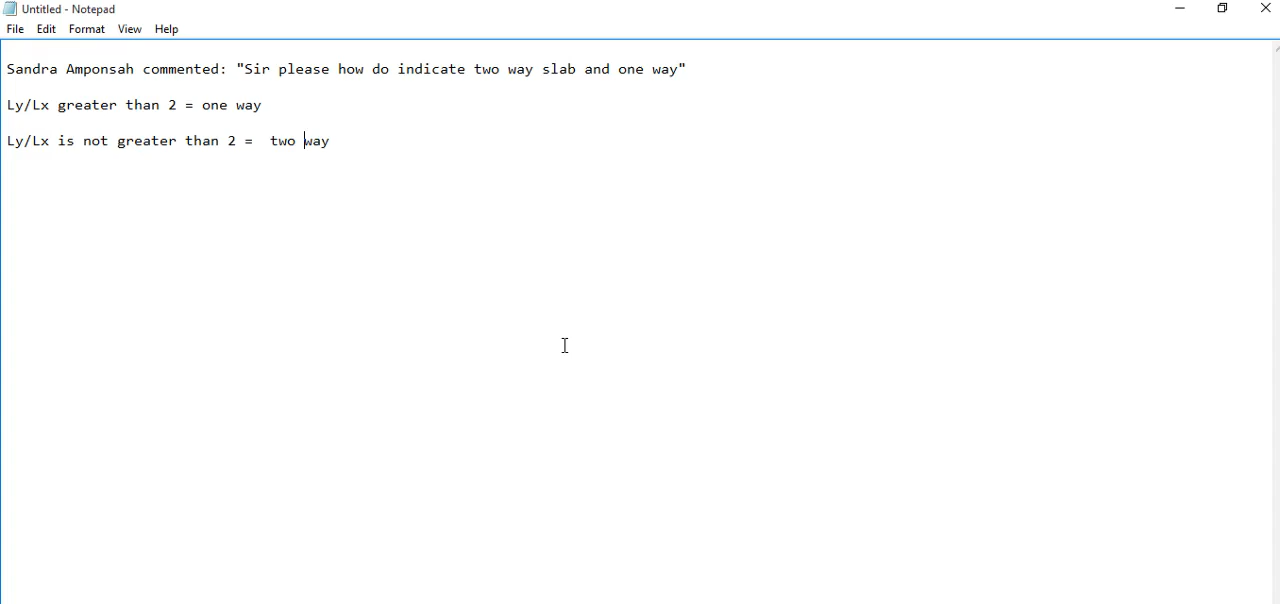 Untitled - Notepad
File Edit Format View Help
Sandra Amponsah commented: "Sir please how do indicate two way slab and one way"
Ly/Lx greater than 2 = one way
Ly/Lx is not greater than 2 =  two way